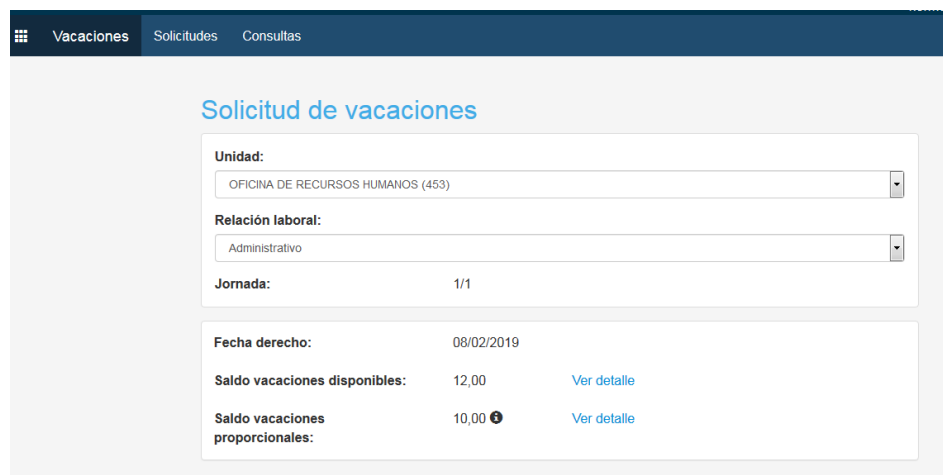 Vacaciones Solicitudes Consultas
Solicitud de vacaciones
Unidad:
OFICINA DE RECURSOS HUMANOS (453)
Relación laboral:
Administrativo
Jornada: 1/1
Fecha derecho: 08/02/2019
Saldo vacaciones disponibles: 12,00 Ver detalle
Saldo vacaciones 10,00 Ver detalle
proporcionales: